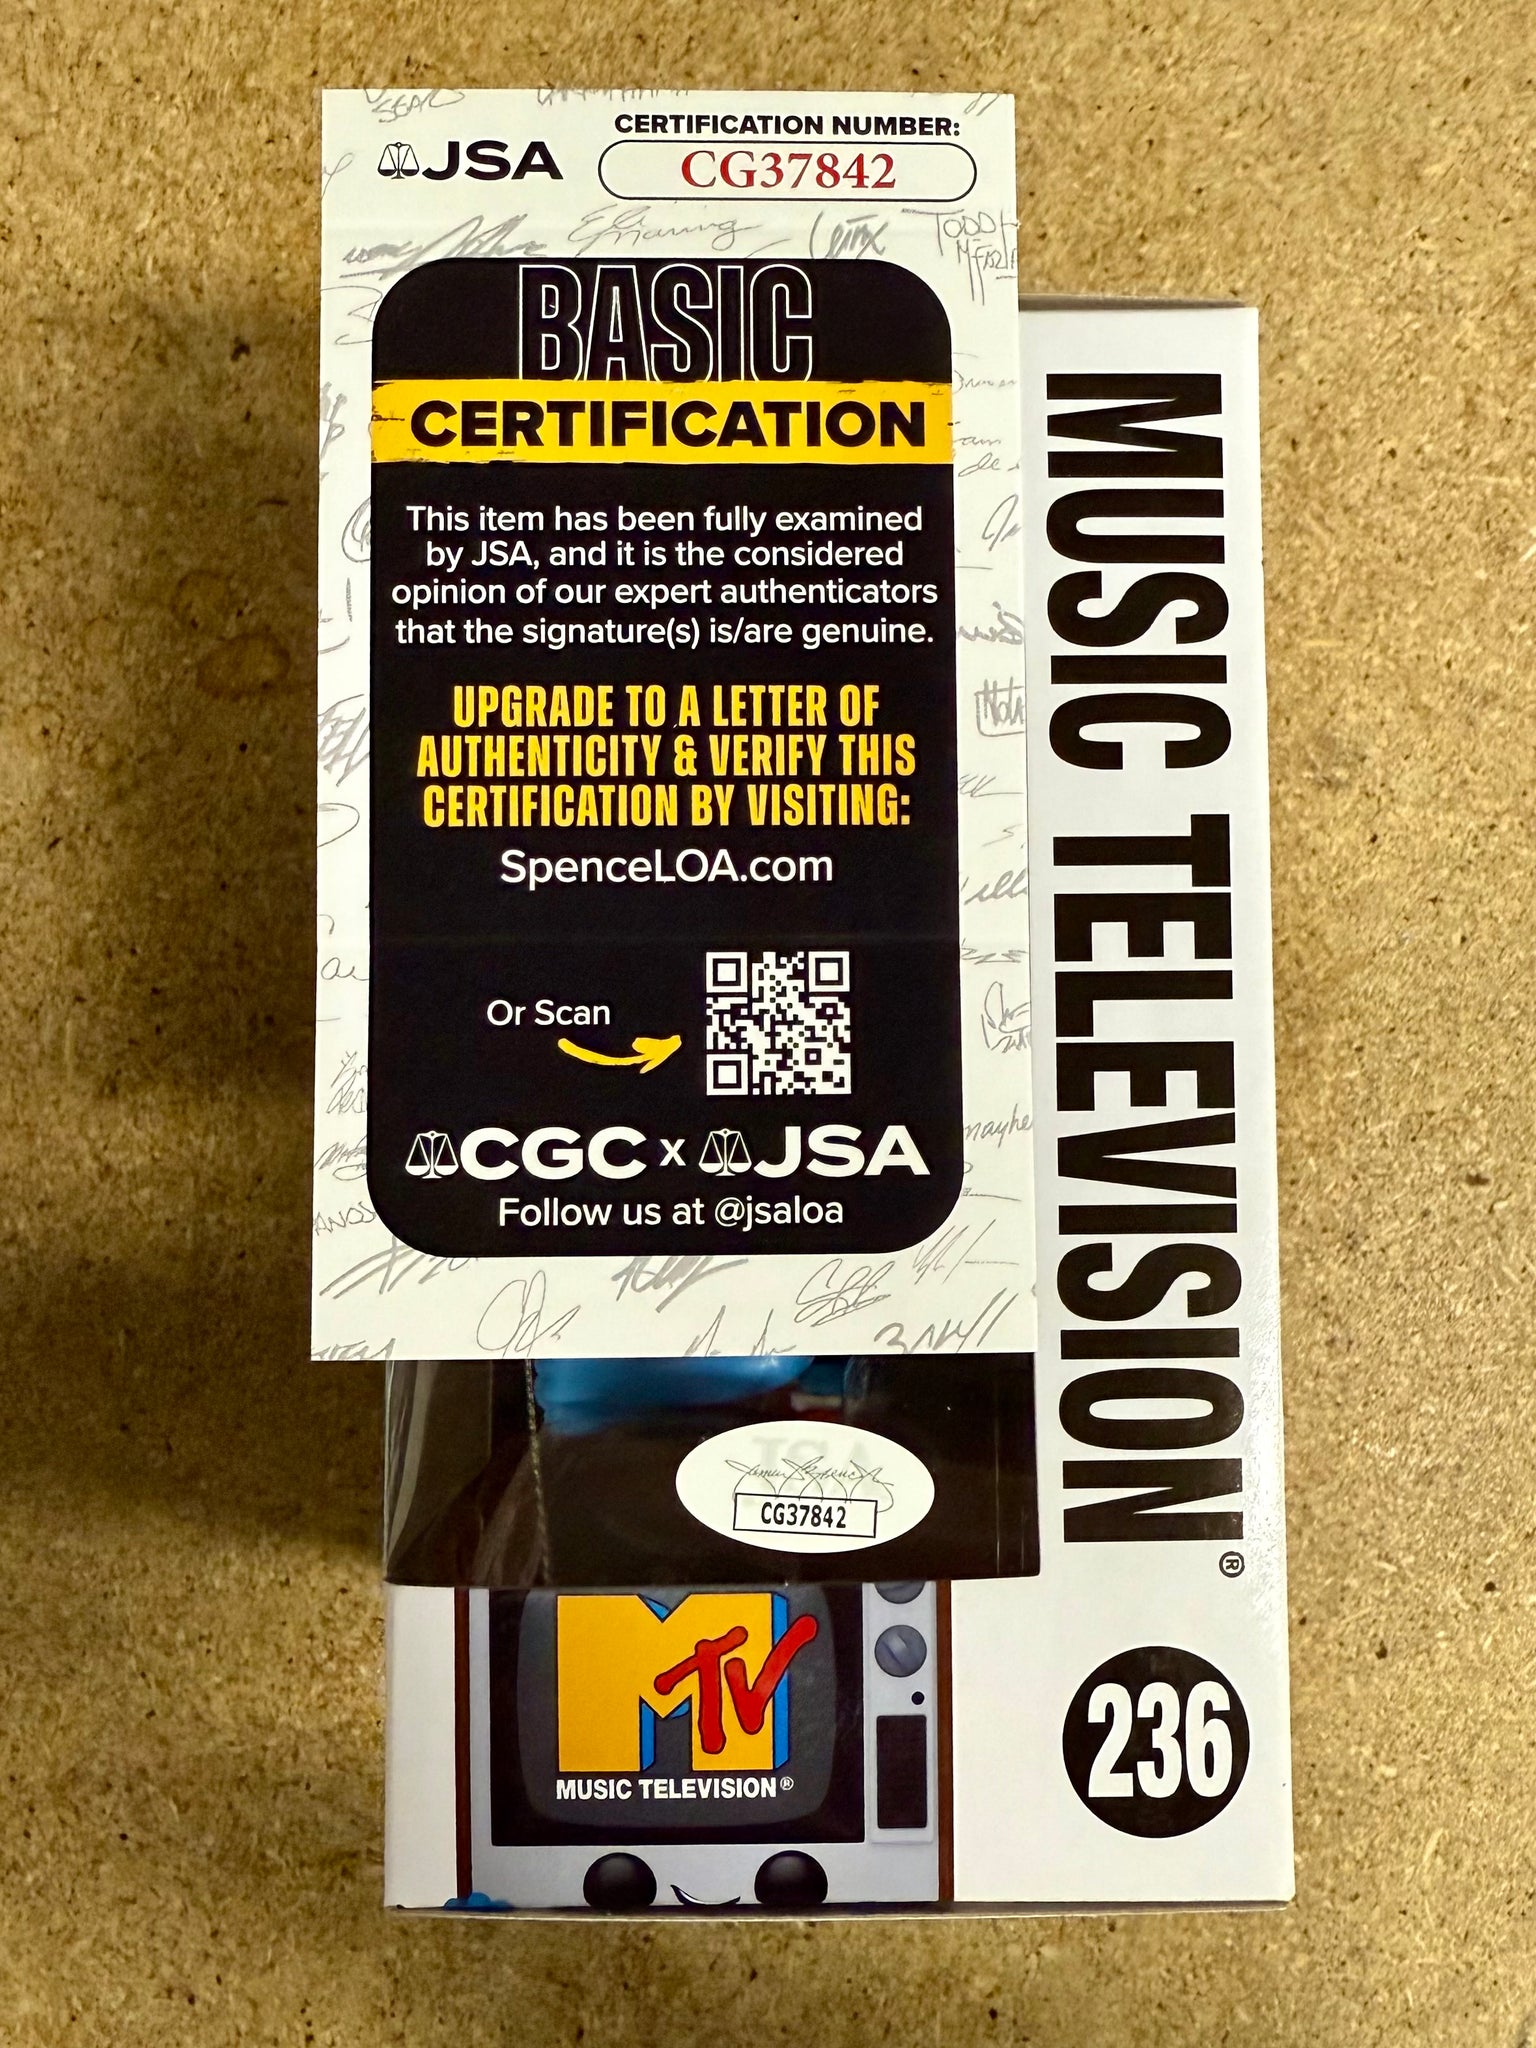 JSA
CERTIFICATION NUMBER:
CG37842
BASIC
CERTIFICATION
This item has been fully examined
by JSA, and it is the considered
opinion of our expert authenticators
that the signature(s) is/are genuine.
UPGRADE TO A LETTER OF
AUTHENTICITY & VERIFY THIS
CERTIFICATION BY VISITING:
SpenceLOA.com
Or Scan
CGC x JSA
Follow us at @jsaloa
MUSIC TELEVISION®
236
JSA
James Spence
CG37842
MTV
MUSIC TELEVISION®